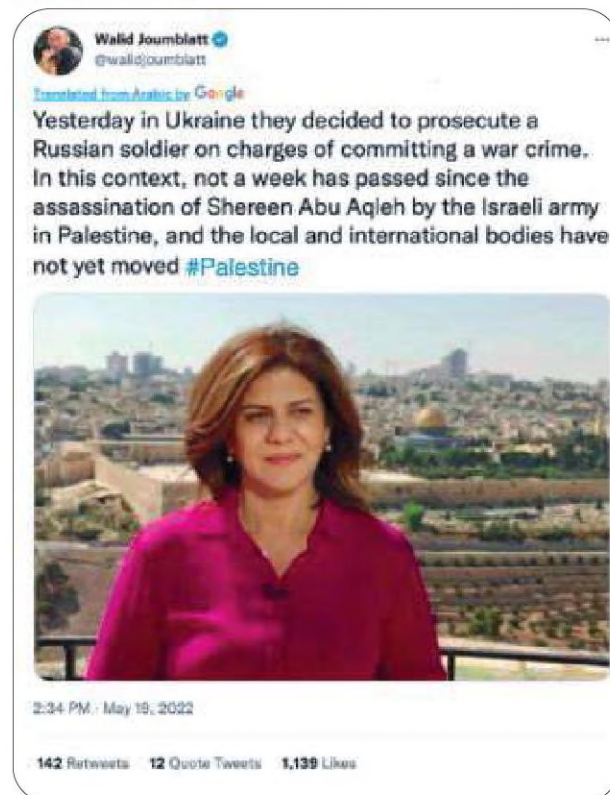 Walid Joumblatt
@walidjoumblatt
Translated from Arabic by Google
Yesterday in Ukraine they decided to prosecute a
Russian soldier on charges of committing a war crime.
In this context, not a week has passed since the
assassination of Shereen Abu Aqleh by the Israeli army
in Palestine, and the local and international bodies have
not yet moved #Palestine
2:34 PM · May 19, 2022
142 Retweets 12 Quote Tweets 1,139 Likes